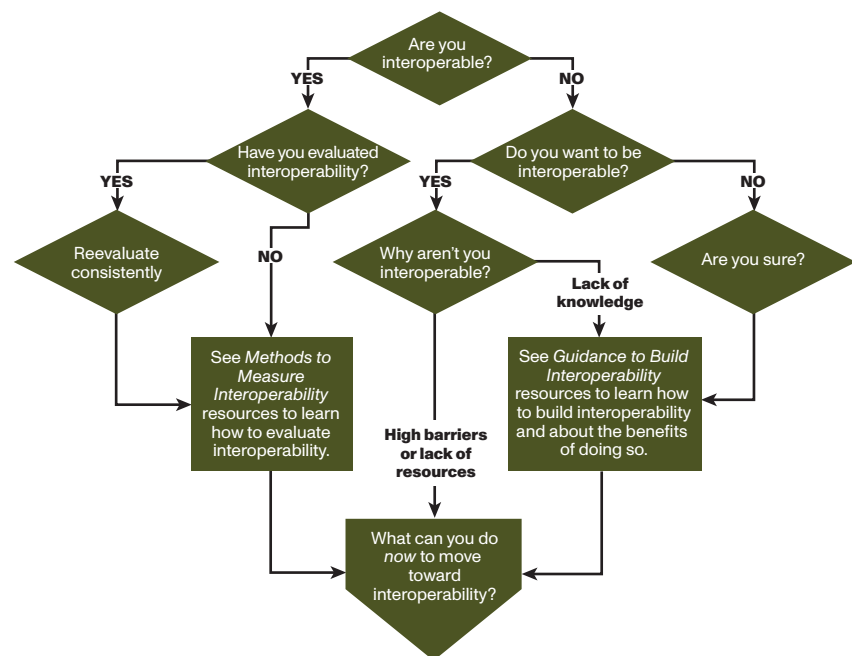 Are you
interoperable?
YES
NO
Have you evaluated
interoperability?
Do you want to be
interoperable?
YES
NO
YES
NO
Reevaluate
consistently
Why aren't you
interoperable?
Are you sure?
Lack of
knowledge
See Methods to
Measure
Interoperability
resources to learn
how to evaluate
interoperability.
See Guidance to Build
Interoperability
resources to learn how
to build interoperability
and about the benefits
of doing so.
High barriers
or lack of
resources
What can you do
now to move
toward
interoperability?